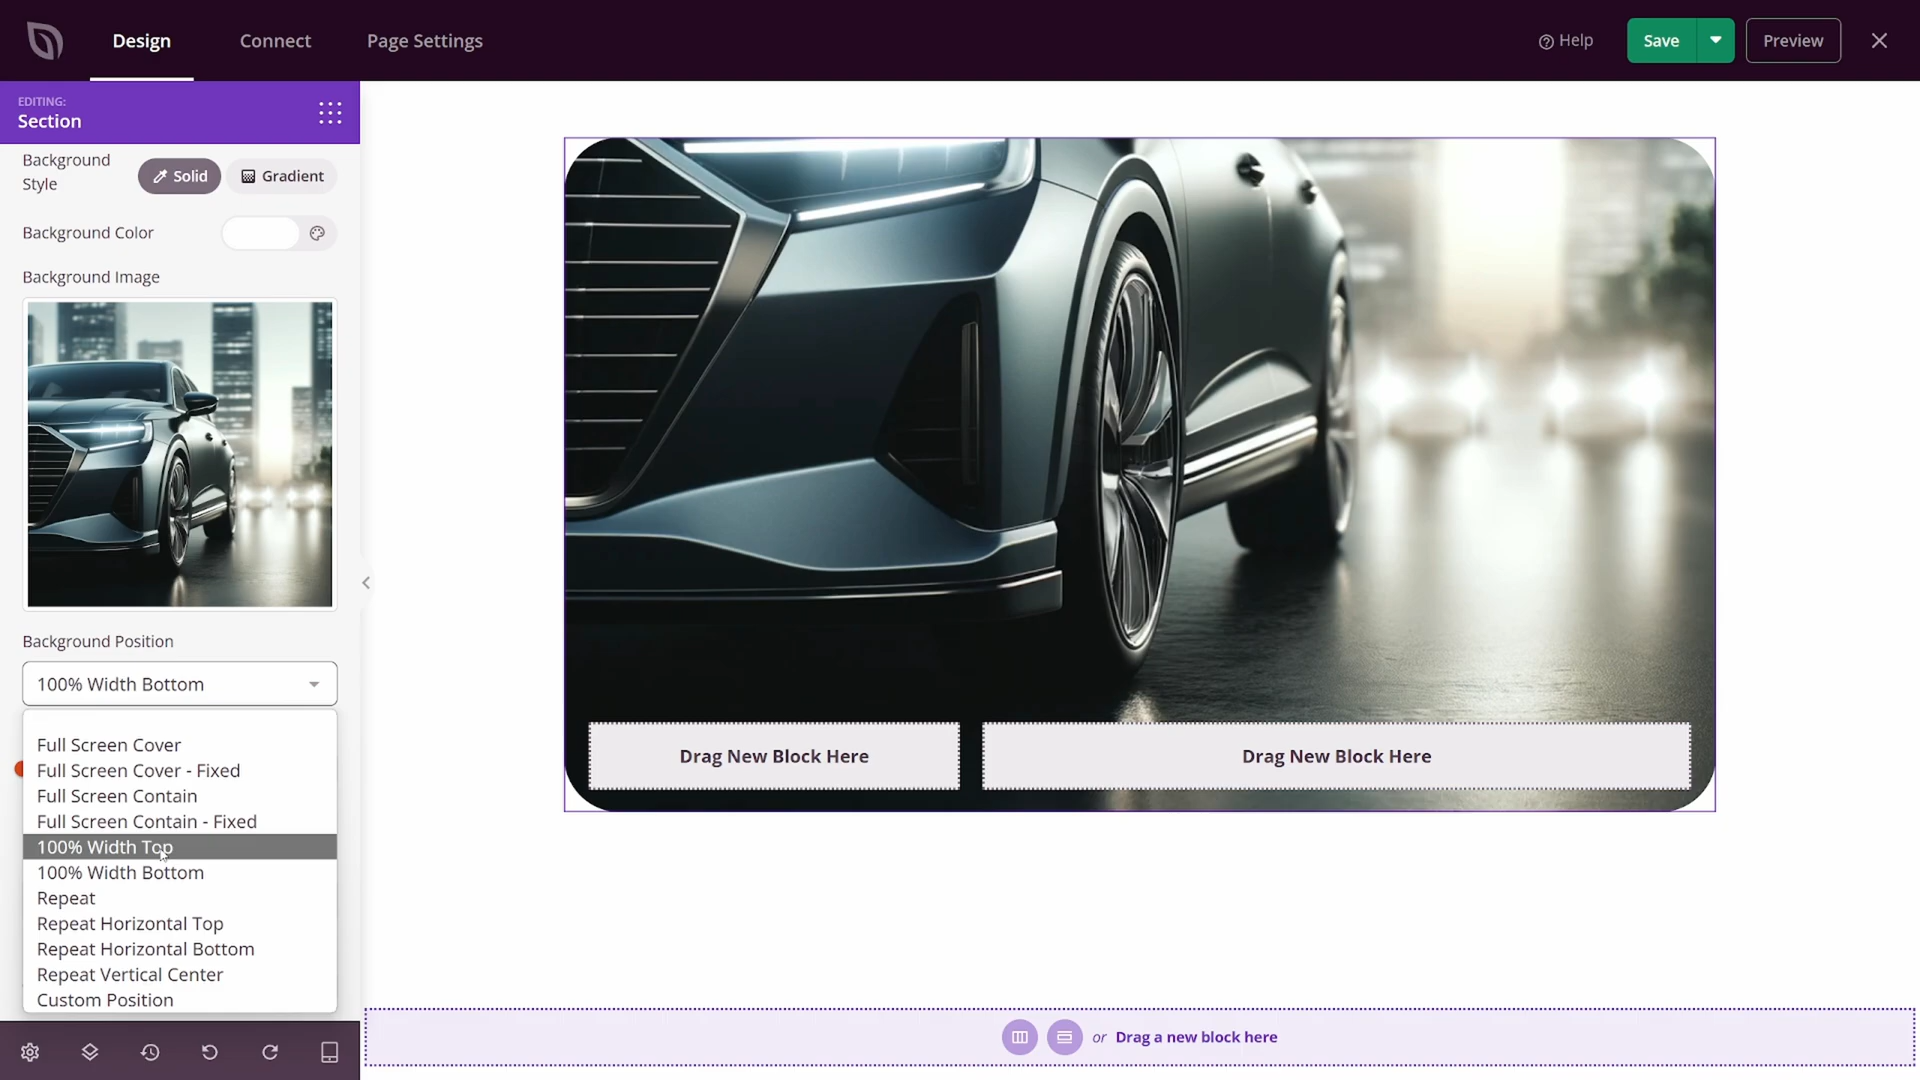 Design
Connect
Page Settings
Help
Save
Preview
EDITING:
Section
Background
Style
Solid
Gradient
Background Color
Background Image
Background Position
100% Width Bottom
Full Screen Cover
Full Screen Cover - Fixed
Full Screen Contain
Full Screen Contain - Fixed
100% Width Top
100% Width Bottom
Repeat
Repeat Horizontal Top
Repeat Horizontal Bottom
Repeat Vertical Center
Custom Position
Drag New Block Here
Drag New Block Here
or Drag a new block here